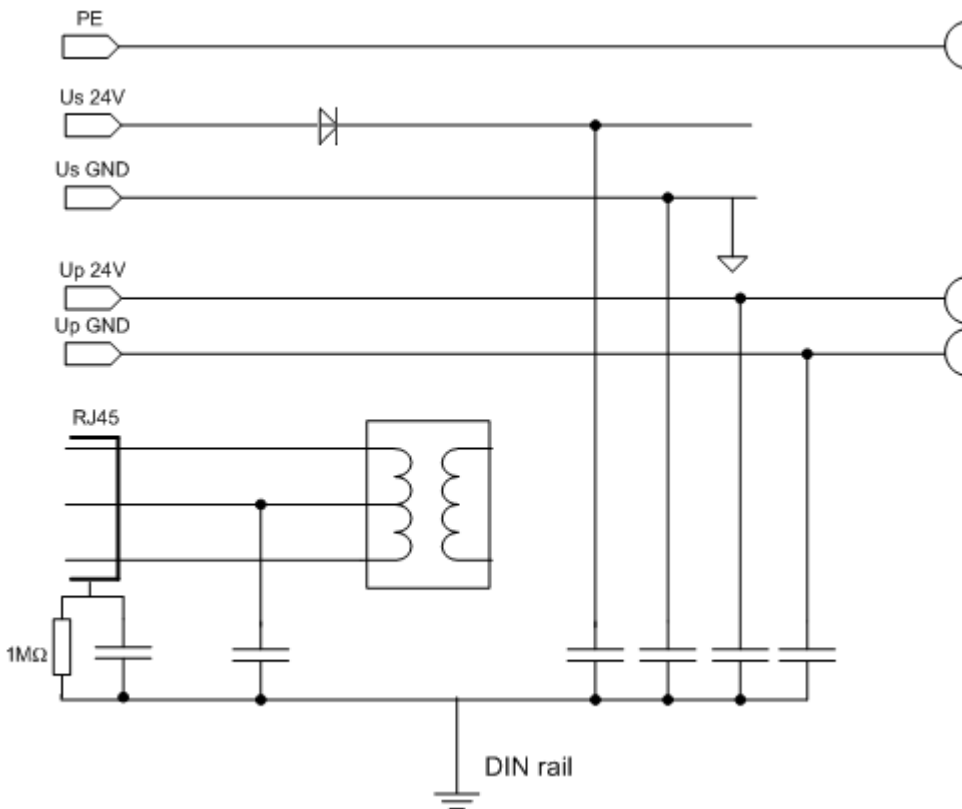 PE
Us 24V
Us GND
Up 24V
Up GND
RJ45
1MΩ
DIN rail